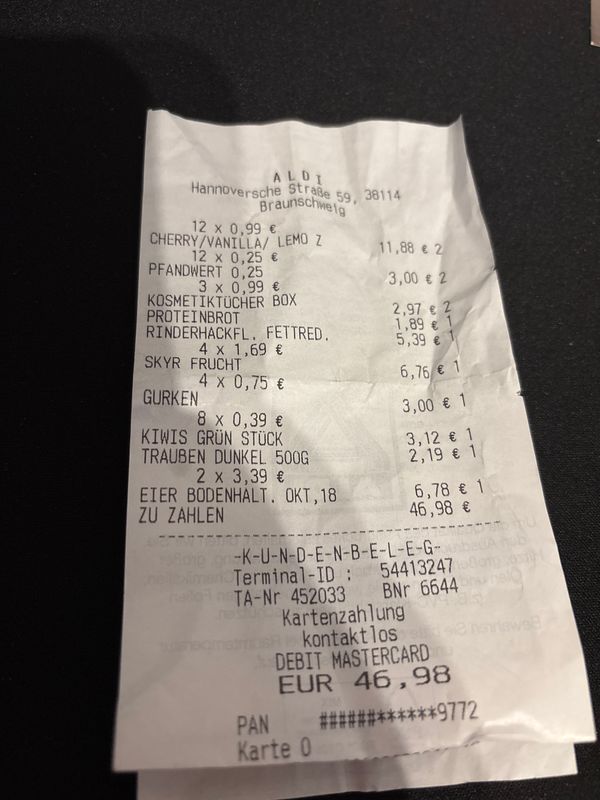 ALDI
Hannoversche Straße 59, 38114
Braunschweig
12 x 0,99 €
CHERRY/VANILLA/ LEMO Z 11,88 € 2
12 x 0,25 €
PFANDWERT 0,25 3,00 € 2
3 x 0,99 €
KOSMETIKTÜCHER BOX 2,97 € 2
PROTEINBROT 1,89 € 1
RINDERHACKFL. FETTRED. 5,39 € 1
4 x 1,69 €
SKYR FRUCHT 6,76 € 1
4 x 0,75 €
GURKEN 3,00 € 1
8 x 0,39 €
KIWIS GRÜN STÜCK 3,12 € 1
TRAUBEN DUNKEL 500G 2,19 € 1
2 x 3,39 €
EIER BODENHALT. OKT,18 6,78 € 1
ZU ZAHLEN 46,98 €
-K-U-N-D-E-N-B-E-L-E-G-
Terminal-ID : 54413247
TA-Nr 452033 BNr 6644
Kartenzahlung
kontaktlos
DEBIT MASTERCARD
EUR 46,98
PAN ######******9772
Karte 0